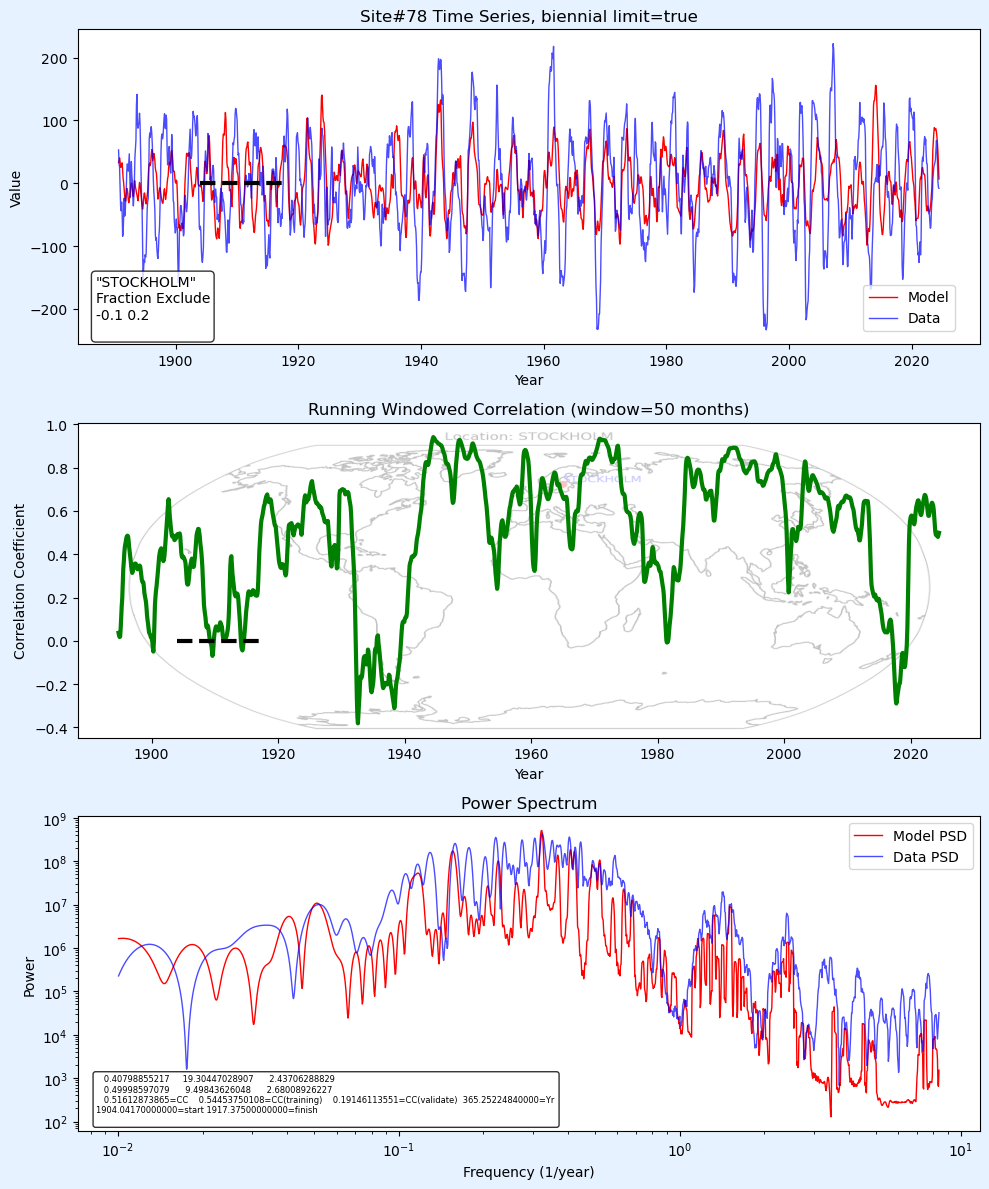 Site#78 Time Series, biennial limit=true
Value
200
100
0
−100
−200
"STOCKHOLM"
Fraction Exclude
-0.1 0.2
Model
Data
1900 1920 1940 1960 1980 2000 2020
Year
Running Windowed Correlation (window=50 months)
Location: STOCKHOLM
STOCKHOLM
Correlation Coefficient
1.0
0.8
0.6
0.4
0.2
0.0
−0.2
−0.4
1900 1920 1940 1960 1980 2000 2020
Year
Power Spectrum
Model PSD
Data PSD
Power
10⁹
10⁸
10⁷
10⁶
10⁵
10⁴
10³
10²
0.40798855217 19.30447028907 2.43706288829
0.49998597079 9.49843626048 2.68008926227
0.51612873865=CC 0.54453750108=CC(training) 0.19146113551=CC(validate) 365.25224840000=Yr
1904.04170000000=start 1917.37500000000=finish
10⁻² 10⁻¹ 10⁰ 10¹
Frequency (1/year)